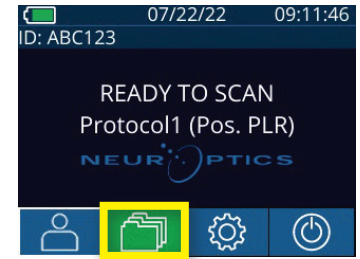 07/22/22 09:11:46
ID: ABC123
READY TO SCAN
Protocol1 (Pos. PLR)
NEUROPTICS